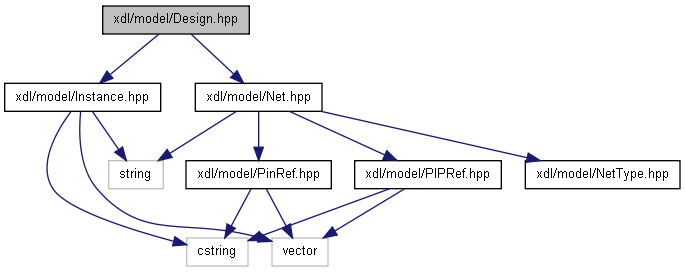 xdl/model/Design.hpp
xdl/model/Instance.hpp
xdl/model/Net.hpp
string
xdl/model/PinRef.hpp
xdl/model/PIPRef.hpp
xdl/model/NetType.hpp
cstring
vector